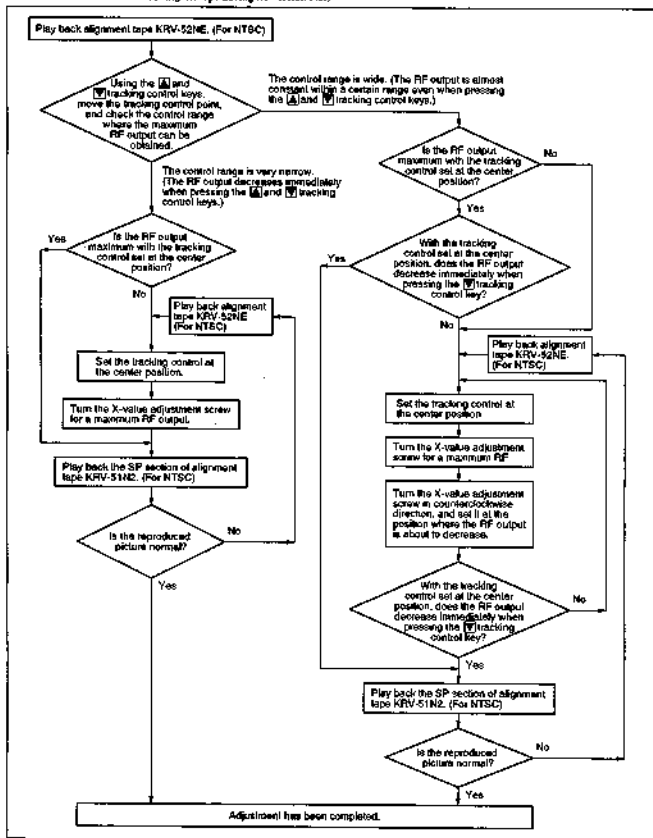 Play back alignment tape KRV-52NE. (For NTSC)
Using the ▲ and
▼ tracking control keys,
move the tracking control point,
and check the control range
where the maximum
RF output can be
obtained.
The control range is wide. (The RF output is almost
constant within a certain range even when pressing
the ▲ and ▼ tracking control keys.)
The control range is very narrow.
(The RF output decreases immediately
when pressing the ▲ and ▼ tracking
control keys.)
Yes
Is the RF output
maximum with the tracking
control set at the center
position?
No
Play back alignment
tape KRV-52NE
(For NTSC)
Set the tracking control at
the center position.
Turn the X-value adjustment screw
for a maximum RF output.
Play back the SP section of alignment
tape KRV-51N2. (For NTSC)
Is the reproduced
picture normal?
No
Yes
Is the RF output
maximum with the tracking
control set at the center
position?
No
Yes
With the tracking
control set at the center
position, does the RF output
decrease immediately when
pressing the ▼ tracking
control key?
Yes
No
Play back alignment
tape KRV-52NE.
(For NTSC)
Set the tracking control at
the center position
Turn the X-value adjustment
screw for a maximum RF
Turn the X-value adjustment
screw in counterclockwise
direction, and set it at the
position where the RF output
is about to decrease.
With the tracking
control set at the center
position, does the RF output
decrease immediately when
pressing the ▼ tracking
control key?
No
Yes
Play back the SP section of alignment
tape KRV-51N2. (For NTSC)
Is the reproduced
picture normal?
No
Yes
Adjustment has been completed.